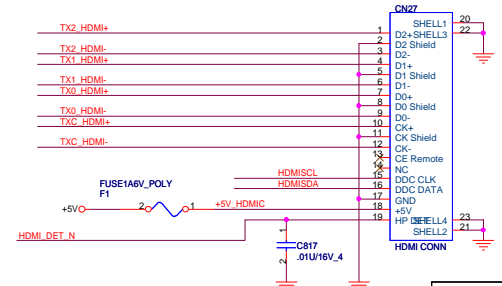 CN27
SHELL1 20
TX2_HDMI+ 1 D2+ SHELL3 22
2 D2 Shield
TX2_HDMI- 3 D2-
TX1_HDMI+ 4 D1+
5 D1 Shield
TX1_HDMI- 6 D1-
TX0_HDMI+ 7 D0+
8 D0 Shield
TX0_HDMI- 9 D0-
TXC_HDMI+ 10 CK+
11 CK Shield
TXC_HDMI- 12 CK-
13 CE Remote
14 NC
HDMISCL 15 DDC CLK
HDMISDA 16 DDC DATA
17 GND
FUSE1A6V_POLY
F1
+5V 2 1 +5V_HDMIC 18 +5V
HDMI_DET_N 19 HP DET SHELL4 23
SHELL2 21
HDMI CONN
1
C817
.01U/16V_4
2